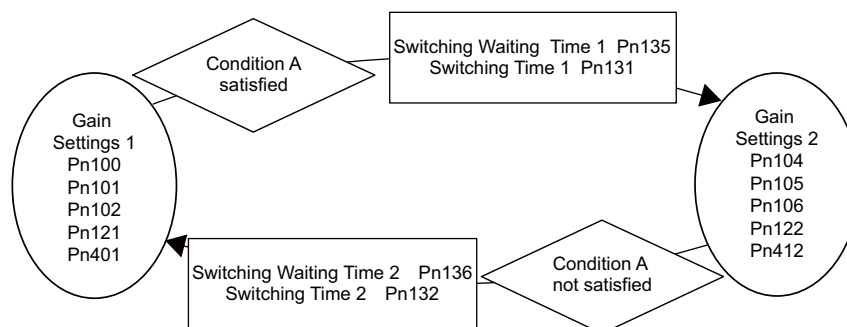 Condition A
satisfied
Switching Waiting Time 1 Pn135
Switching Time 1 Pn131
Gain
Settings 1
Pn100
Pn101
Pn102
Pn121
Pn401
Gain
Settings 2
Pn104
Pn105
Pn106
Pn122
Pn412
Switching Waiting Time 2 Pn136
Switching Time 2 Pn132
Condition A
not satisfied